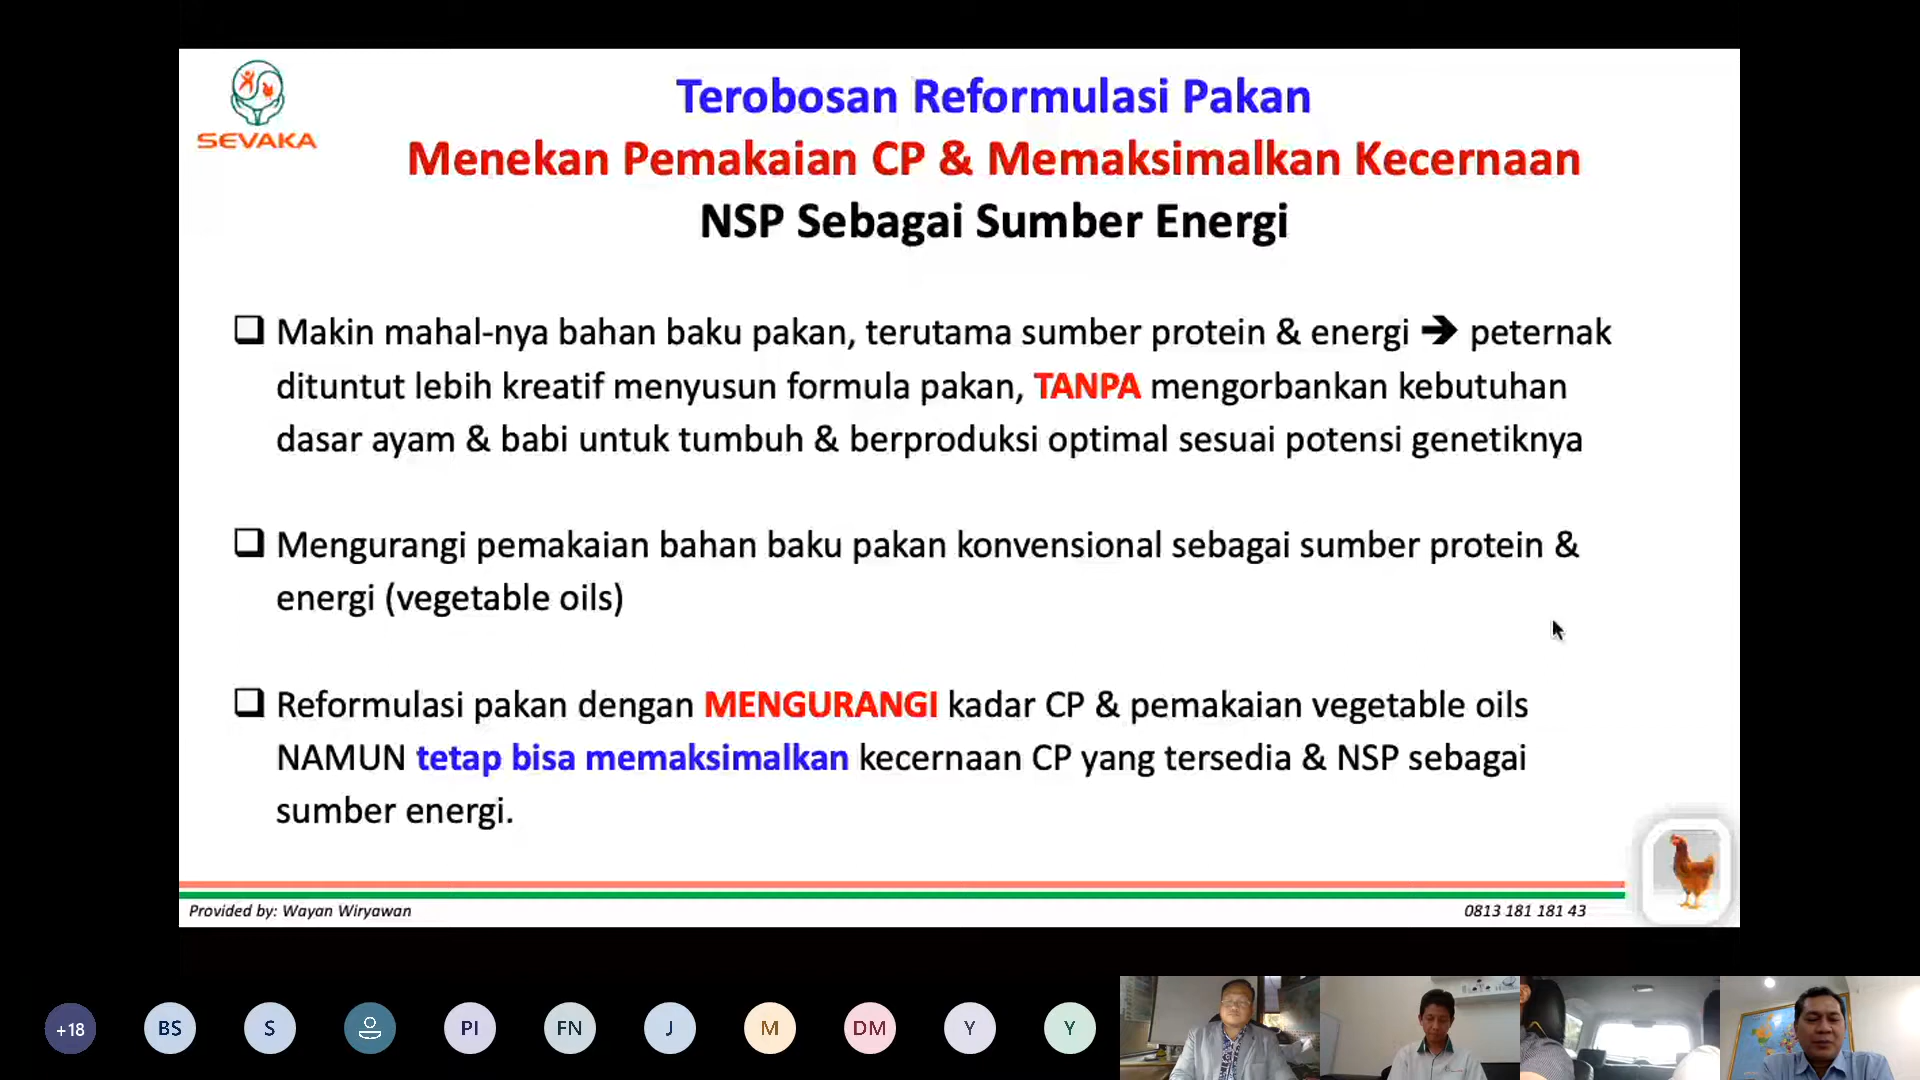 SEVAKA
Terobosan Reformulasi Pakan
Menekan Pemakaian CP & Memaksimalkan Kecernaan
NSP Sebagai Sumber Energi
Makin mahal-nya bahan baku pakan, terutama sumber protein & energi ➔ peternak
dituntut lebih kreatif menyusun formula pakan, TANPA mengorbankan kebutuhan
dasar ayam & babi untuk tumbuh & berproduksi optimal sesuai potensi genetiknya
Mengurangi pemakaian bahan baku pakan konvensional sebagai sumber protein &
energi (vegetable oils)
Reformulasi pakan dengan MENGURANGI kadar CP & pemakaian vegetable oils
NAMUN tetap bisa memaksimalkan kecernaan CP yang tersedia & NSP sebagai
sumber energi.
Provided by: Wayan Wiryawan
0813 181 181 43
+18
BS
S
PI
FN
J
M
DM
Y
Y